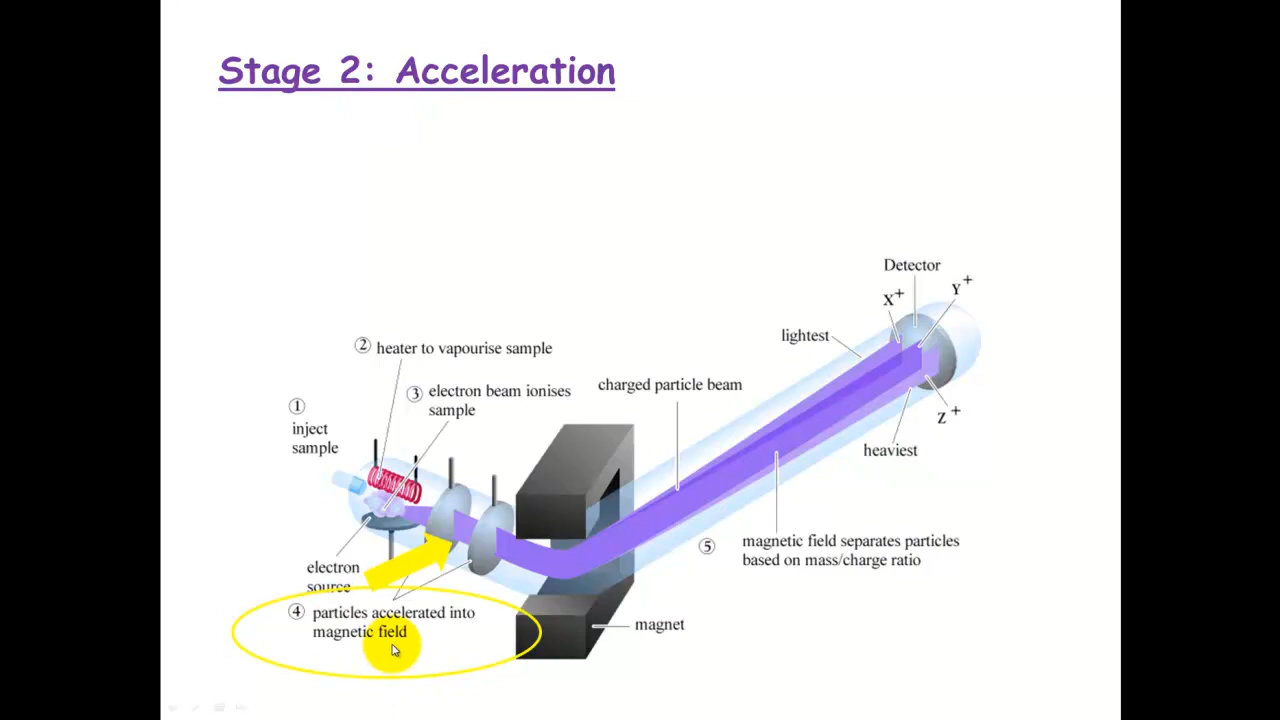 Stage 2: Acceleration
Detector
X+
Y+
lightest
② heater to vapourise sample
③ electron beam ionises
sample
charged particle beam
① 
inject
sample
Z+
heaviest
⑤ magnetic field separates particles
based on mass/charge ratio
electron
source
④ particles accelerated into
magnetic field
magnet